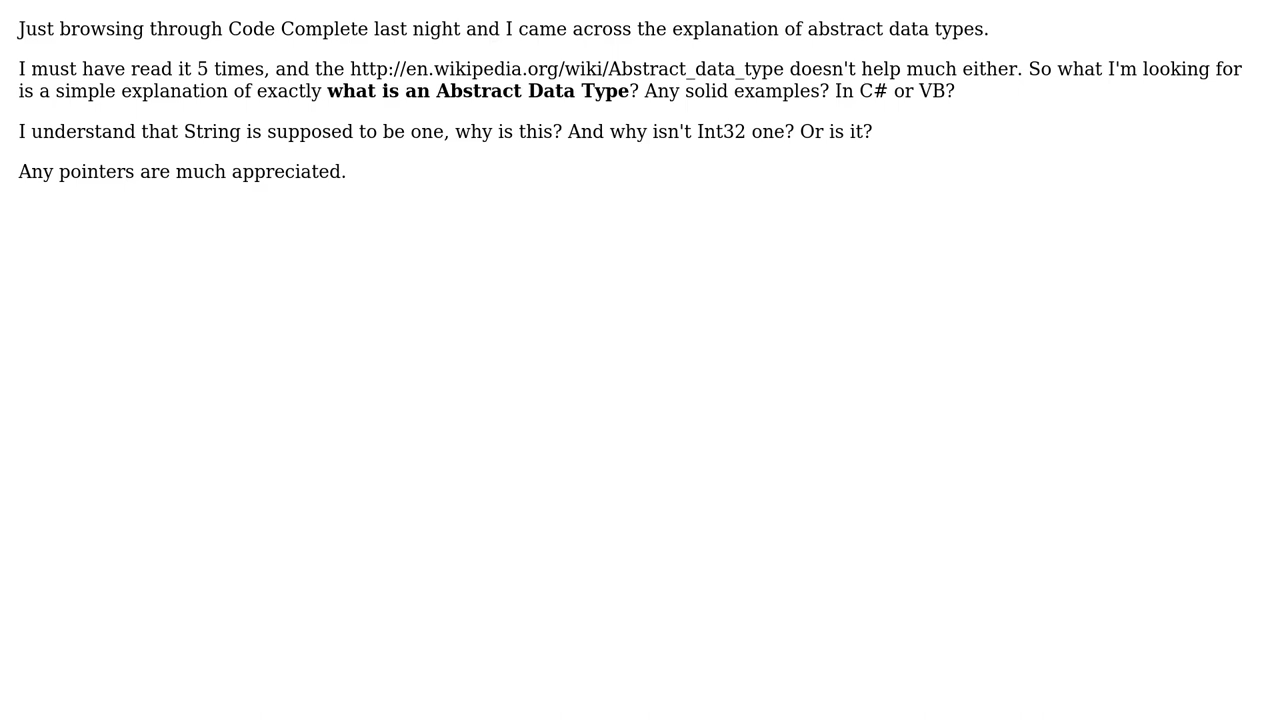 Just browsing through Code Complete last night and I came across the explanation of abstract data types.
I must have read it 5 times, and the http://en.wikipedia.org/wiki/Abstract_data_type doesn't help much either. So what I'm looking for
is a simple explanation of exactly what is an Abstract Data Type? Any solid examples? In C# or VB?
I understand that String is supposed to be one, why is this? And why isn't Int32 one? Or is it?
Any pointers are much appreciated.